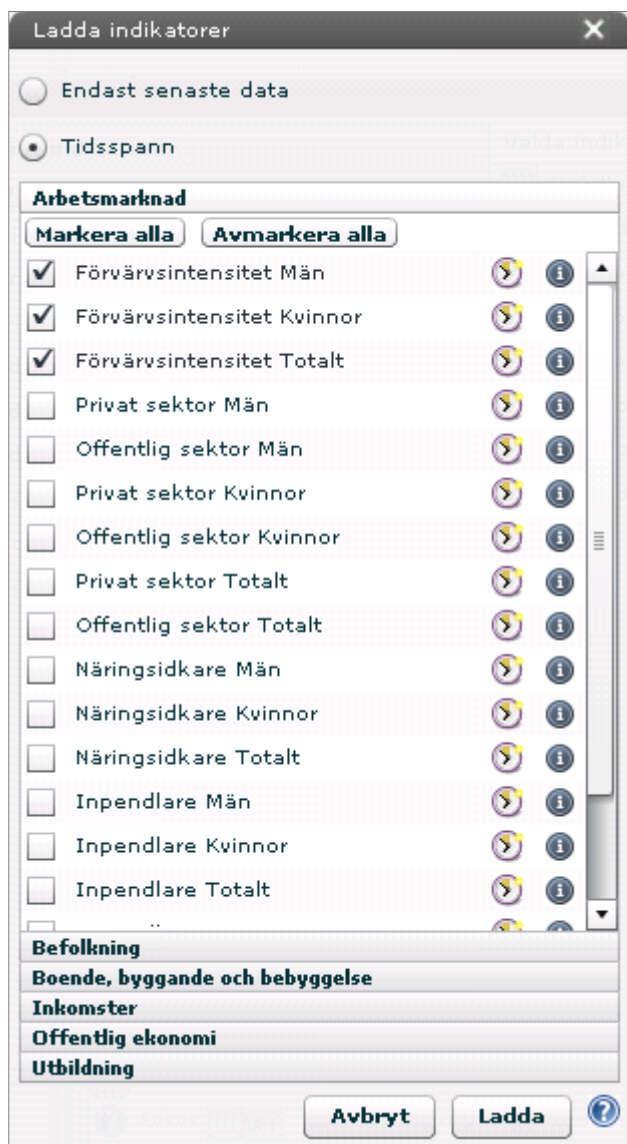 Ladda indikatorer
Endast senaste data
Tidsspann
Arbetsmarknad
Markera alla Avmarkera alla
Förvärvsintensitet Män
Förvärvsintensitet Kvinnor
Förvärvsintensitet Totalt
Privat sektor Män
Offentlig sektor Män
Privat sektor Kvinnor
Offentlig sektor Kvinnor
Privat sektor Totalt
Offentlig sektor Totalt
Näringsidkare Män
Näringsidkare Kvinnor
Näringsidkare Totalt
Inpendlare Män
Inpendlare Kvinnor
Inpendlare Totalt
Befolkning
Boende, byggande och bebyggelse
Inkomster
Offentlig ekonomi
Utbildning
Avbryt Ladda